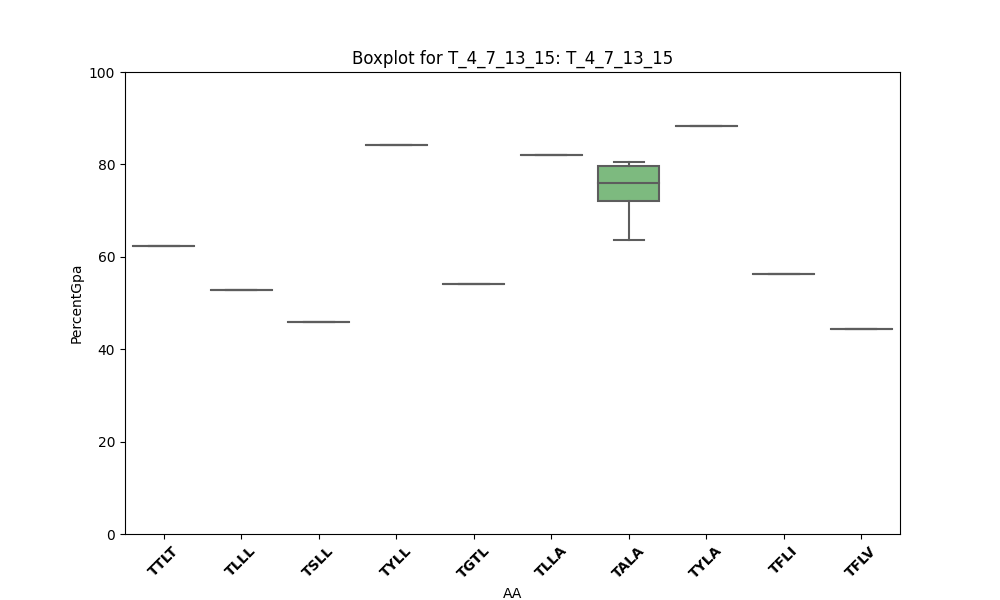 Boxplot for T_4_7_13_15: T_4_7_13_15
100
80
60
40
20
0
PercentGpa
TTLT
TLLL
TSLL
TYLL
TGTL
TLLA
TALA
TYLA
TFLI
TFLV
AA